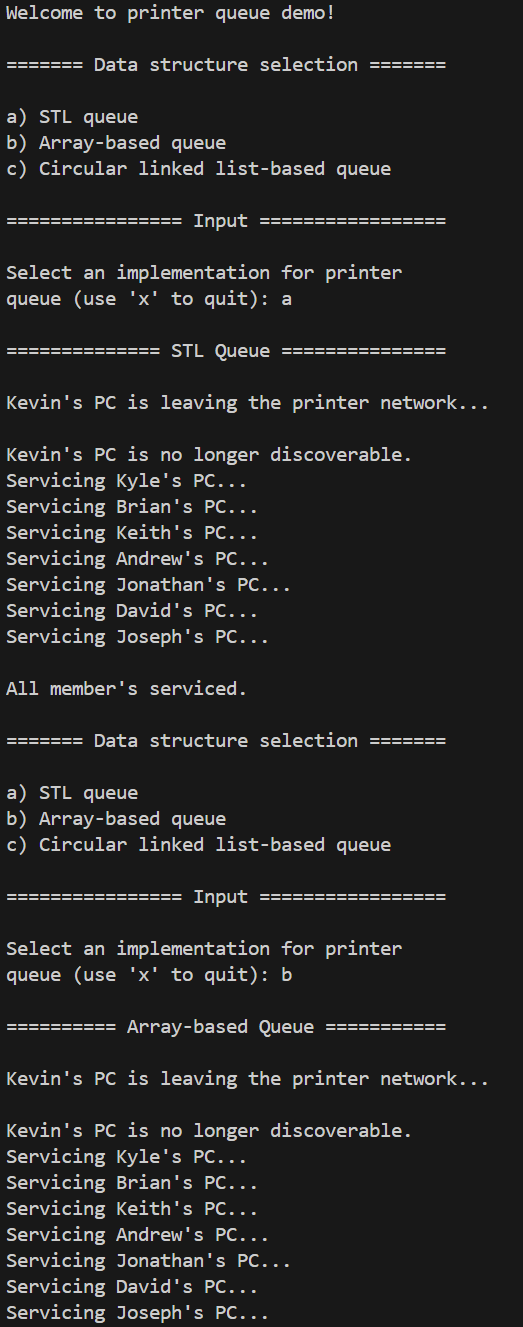 Welcome to printer queue demo!
======= Data structure selection =======
a) STL queue
b) Array-based queue
c) Circular linked list-based queue
================ Input =================
Select an implementation for printer
queue (use 'x' to quit): a
============== STL Queue ===============
Kevin's PC is leaving the printer network...
Kevin's PC is no longer discoverable.
Servicing Kyle's PC...
Servicing Brian's PC...
Servicing Keith's PC...
Servicing Andrew's PC...
Servicing Jonathan's PC...
Servicing David's PC...
Servicing Joseph's PC...
All member's serviced.
======= Data structure selection =======
a) STL queue
b) Array-based queue
c) Circular linked list-based queue
================ Input =================
Select an implementation for printer
queue (use 'x' to quit): b
========== Array-based Queue ===========
Kevin's PC is leaving the printer network...
Kevin's PC is no longer discoverable.
Servicing Kyle's PC...
Servicing Brian's PC...
Servicing Keith's PC...
Servicing Andrew's PC...
Servicing Jonathan's PC...
Servicing David's PC...
Servicing Joseph's PC...